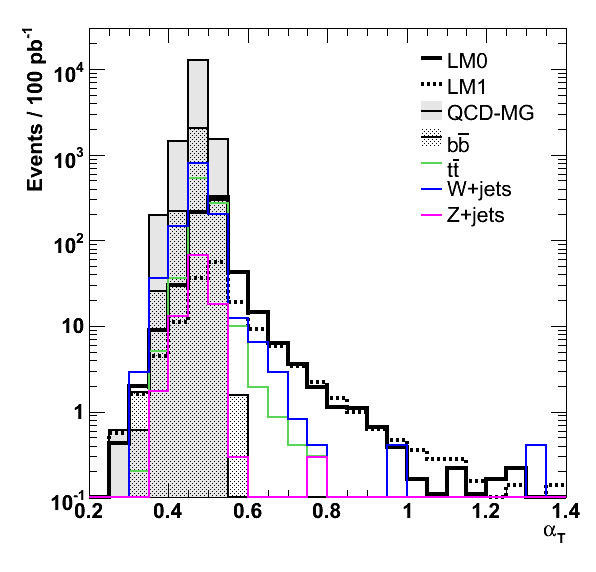 Events / 100 pb⁻¹
10⁴
10³
10²
10
1
10⁻¹
LM0
LM1
QCD-MG
bb̅
tt̅
W+jets
Z+jets
0.2 0.4 0.6 0.8 1 1.2 1.4
α_T